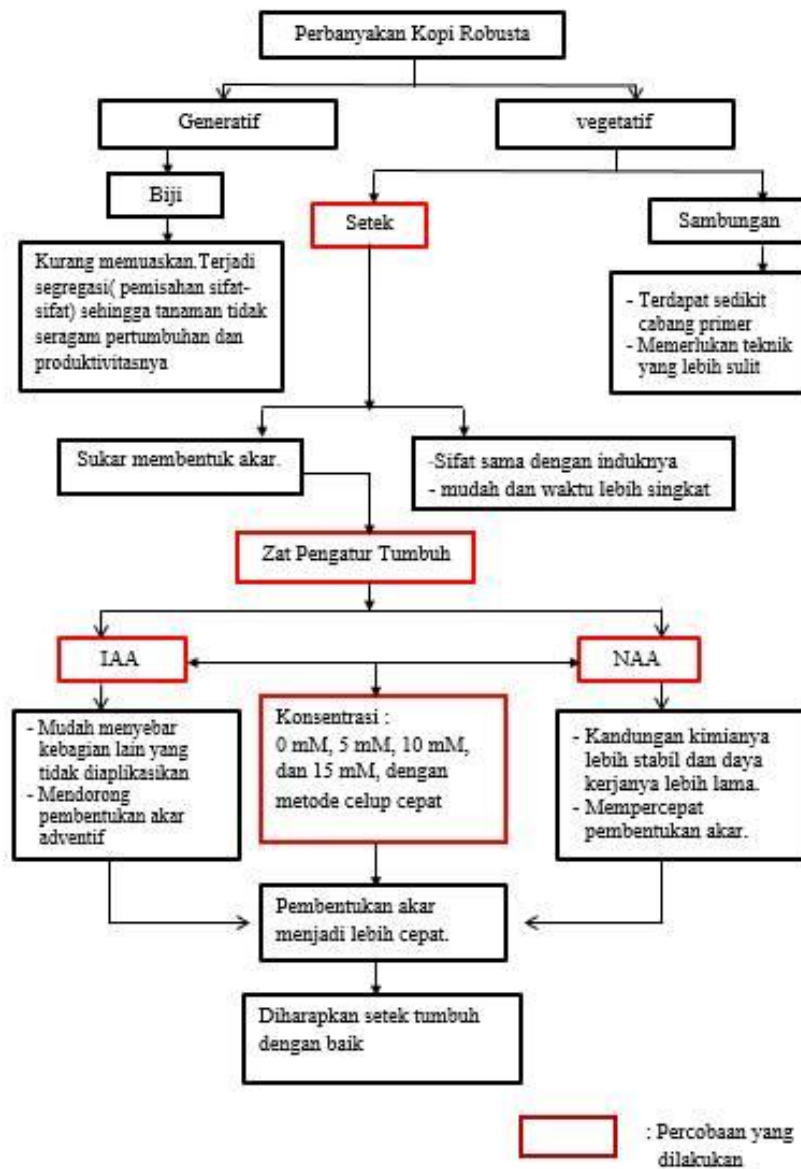 Perbanyakan Kopi Robusta
Generatif
vegetatif
Biji
Setek
Sambungan
Kurang memuaskan.Terjadi
segregasi( pemisahan sifat-
sifat) sehingga tanaman tidak
seragam pertumbuhan dan
produktivitasnya
- Terdapat sedikit
cabang primer
- Memerlukan teknik
yang lebih sulit
Sukar membentuk akar.
-Sifat sama dengan induknya
- mudah dan waktu lebih singkat
Zat Pengatur Tumbuh
IAA
NAA
- Mudah menyebar
kebagian lain yang
tidak diaplikasikan
- Mendorong
pembentukan akar
adventif
Konsentrasi :
0 mM, 5 mM, 10 mM,
dan 15 mM, dengan
metode celup cepat
- Kandungan kimianya
lebih stabil dan daya
kerjanya lebih lama.
- Mempercepat
pembentukan akar.
Pembentukan akar
menjadi lebih cepat.
Diharapkan setek tumbuh
dengan baik
: Percobaan yang
dilakukan